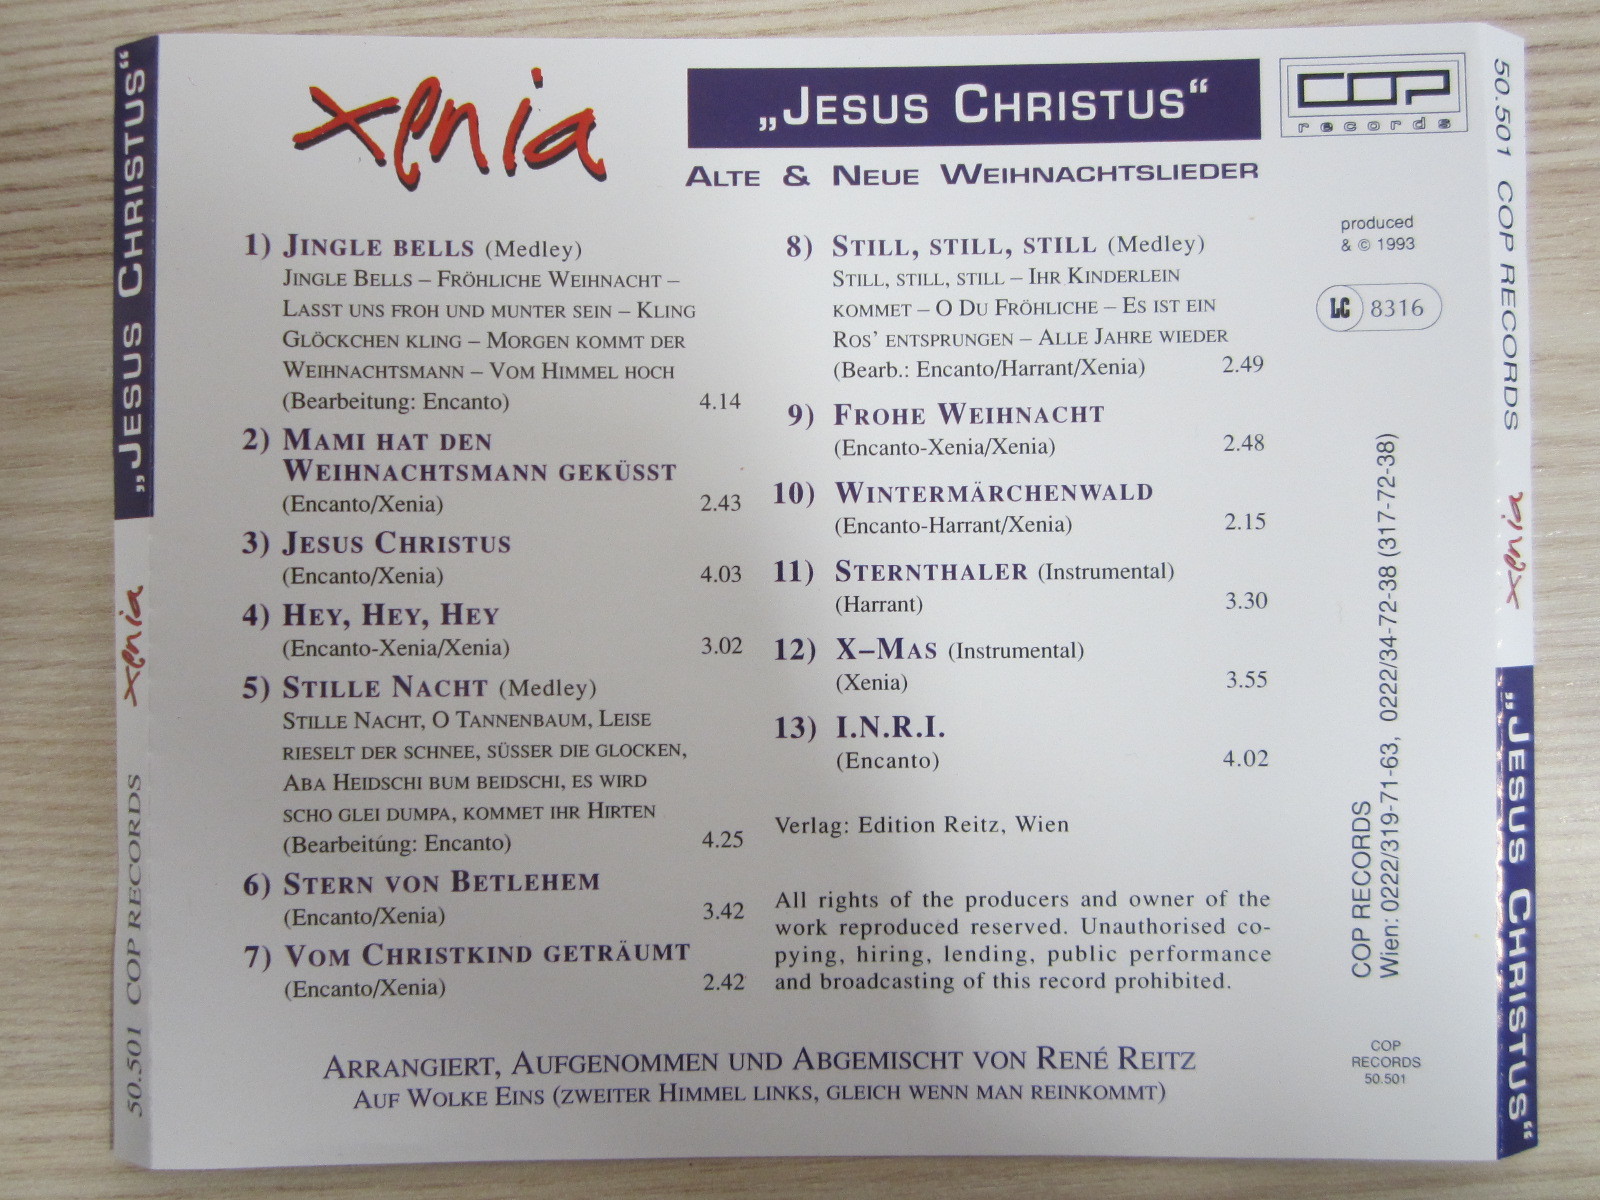 xenia
„JESUS CHRISTUS“
ALTE & NEUE WEIHNACHTSLIEDER
COP
records
1) JINGLE BELLS (Medley)
JINGLE BELLS – FRÖHLICHE WEIHNACHT –
LASST UNS FROH UND MUNTER SEIN – KLING
GLÖCKCHEN KLING – MORGEN KOMMT DER
WEIHNACHTSMANN – VOM HIMMEL HOCH
(Bearbeitung: Encanto) 4.14
2) MAMI HAT DEN
WEIHNACHTSMANN GEKÜSST
(Encanto/Xenia) 2.43
3) JESUS CHRISTUS
(Encanto/Xenia) 4.03
4) HEY, HEY, HEY
(Encanto-Xenia/Xenia) 3.02
5) STILLE NACHT (Medley)
STILLE NACHT, O TANNENBAUM, LEISE
RIESELT DER SCHNEE, SÜSSER DIE GLOCKEN,
ABA HEIDSCHI BUM BEIDSCHI, ES WIRD
SCHO GLEI DUMPA, KOMMET IHR HIRTEN
(Bearbeitúng: Encanto) 4.25
6) STERN VON BETLEHEM
(Encanto/Xenia) 3.42
7) VOM CHRISTKIND GETRÄUMT
(Encanto/Xenia) 2.42
8) STILL, STILL, STILL (Medley)
STILL, STILL, STILL – IHR KINDERLEIN
KOMMET – O DU FRÖHLICHE – ES IST EIN
ROS’ ENTSPRUNGEN – ALLE JAHRE WIEDER
(Bearb.: Encanto/Harrant/Xenia) 2.49
9) FROHE WEIHNACHT
(Encanto-Xenia/Xenia) 2.48
10) WINTERMÄRCHENWALD
(Encanto-Harrant/Xenia) 2.15
11) STERNTHALER (Instrumental)
(Harrant) 3.30
12) X–MAS (Instrumental)
(Xenia) 3.55
13) I.N.R.I.
(Encanto) 4.02
Verlag: Edition Reitz, Wien
All rights of the producers and owner of the
work reproduced reserved. Unauthorised co-
pying, hiring, lending, public performance
and broadcasting of this record prohibited.
ARRANGIERT, AUFGENOMMEN UND ABGEMISCHT VON RENÉ REITZ
AUF WOLKE EINS (ZWEITER HIMMEL LINKS, GLEICH WENN MAN REINKOMMT)
produced
& © 1993
LC 8316
COP RECORDS
Wien: 0222/319-71-63, 0222/34-72-38 (317-72-38)
COP
RECORDS
50.501
50.501 COP RECORDS xenia „JESUS CHRISTUS“
50.501 COP RECORDS xenia „JESUS CHRISTUS“